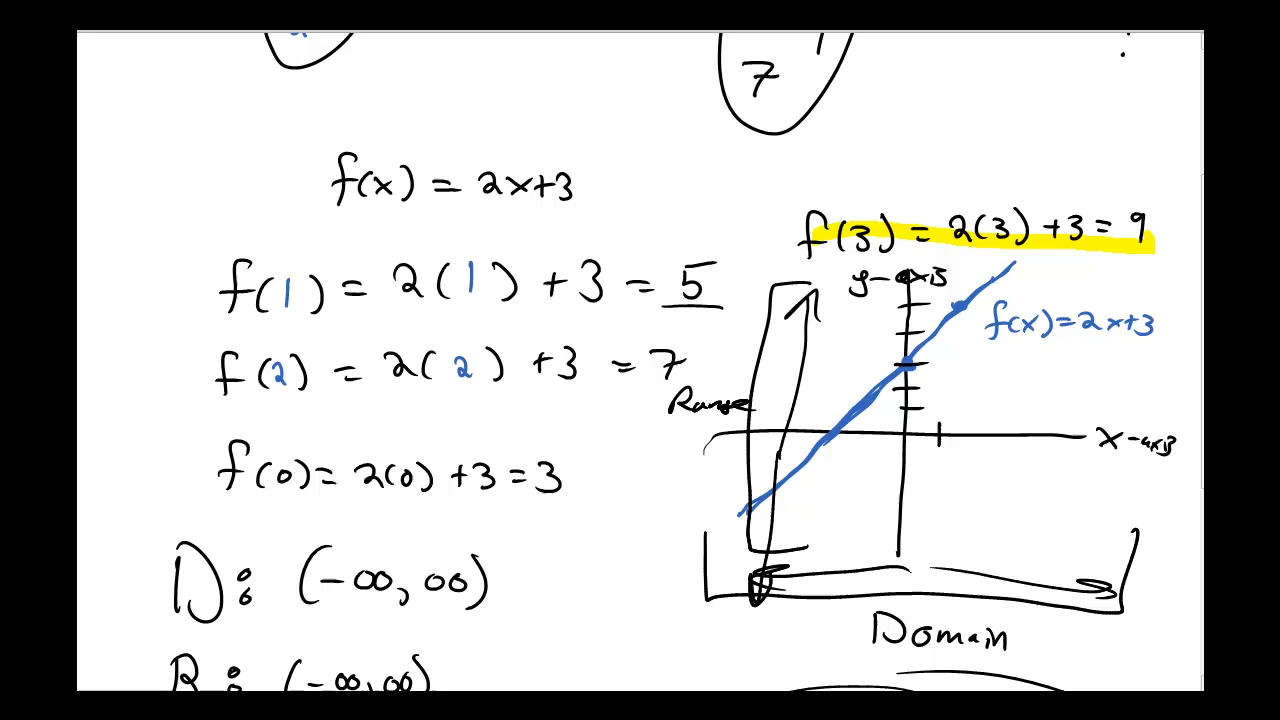 7
f(x) = 2x+3
f(3) = 2(3) +3 = 9
f(1) = 2(1) +3 = 5
y-axis
f(x)=2x+3
f(2) = 2(2) +3 = 7
Range
x-axis
f(0)= 2(0) +3 = 3
D: (-∞,∞)
Domain
R: (-∞,∞)